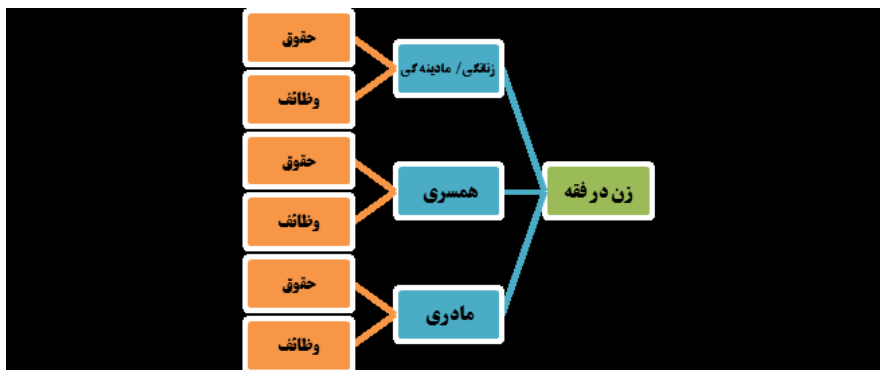 زن در فقه
زنانگی/ مادینه گی
حقوق
وظائف
همسری
حقوق
وظائف
مادری
حقوق
وظائف